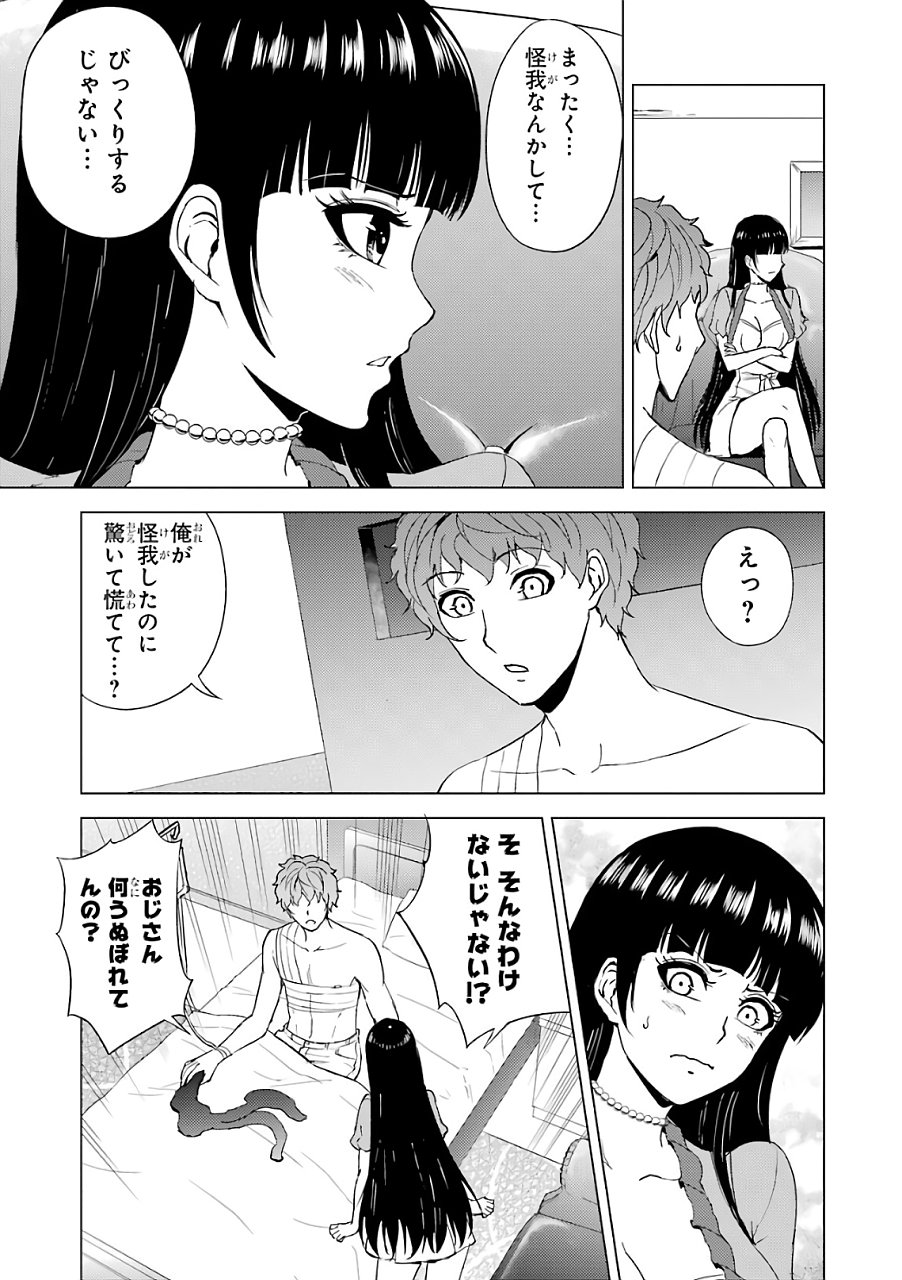 まったく…
怪我なんかして…
びっくりする
じゃない…
えっ?
俺が
怪我したのに
驚いて慌てて…?
そ そんなわけ
ないじゃない!?
おじさん
何うぬぼれて
んの?